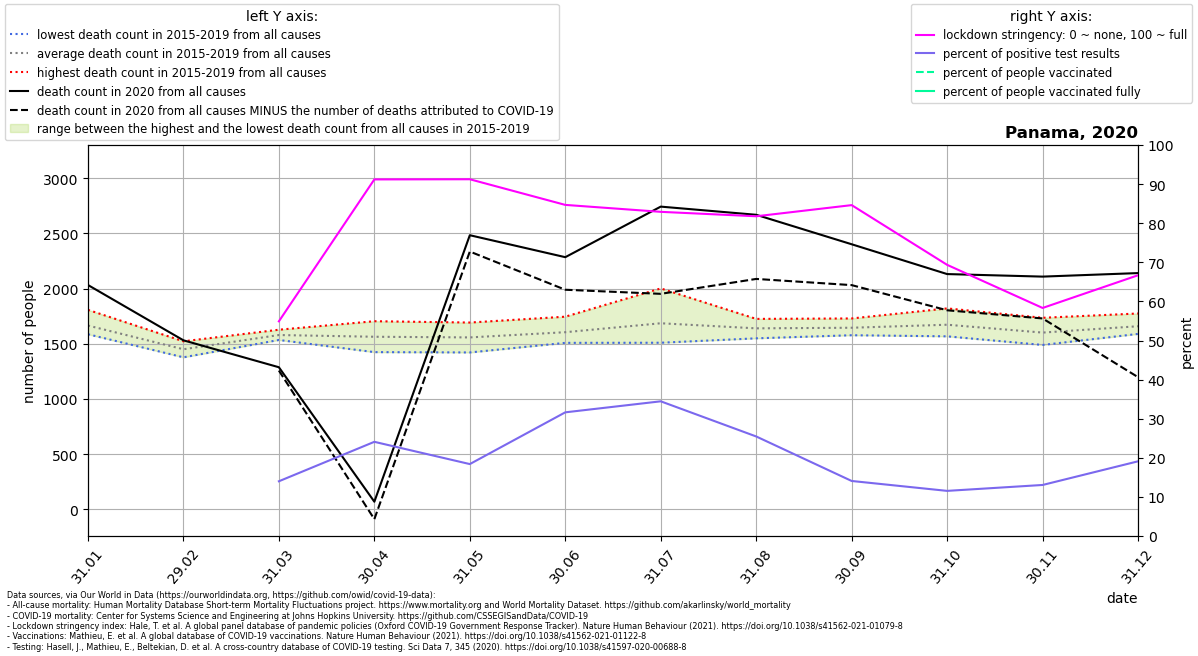 left Y axis:
lowest death count in 2015-2019 from all causes
average death count in 2015-2019 from all causes
highest death count in 2015-2019 from all causes
death count in 2020 from all causes
death count in 2020 from all causes MINUS the number of deaths attributed to COVID-19
range between the highest and the lowest death count from all causes in 2015-2019
right Y axis:
lockdown stringency: 0 ~ none, 100 ~ full
percent of positive test results
percent of people vaccinated
percent of people vaccinated fully
Panama, 2020
3000
2500
2000
1500
1000
500
0
number of people
100
90
80
70
60
50
40
30
20
10
0
percent
31.01
29.02
31.03
30.04
31.05
30.06
31.07
31.08
30.09
31.10
30.11
31.12
date
Data sources, via Our World in Data (https://ourworldindata.org, https://github.com/owid/covid-19-data):
- All-cause mortality: Human Mortality Database Short-term Mortality Fluctuations project. https://www.mortality.org and World Mortality Dataset. https://github.com/akarlinsky/world_mortality
- COVID-19 mortality: Center for Systems Science and Engineering at Johns Hopkins University. https://github.com/CSSEGISandData/COVID-19
- Lockdown stringency index: Hale, T. et al. A global panel database of pandemic policies (Oxford COVID-19 Government Response Tracker). Nature Human Behaviour (2021). https://doi.org/10.1038/s41562-021-01079-8
- Vaccinations: Mathieu, E. et al. A global database of COVID-19 vaccinations. Nature Human Behaviour (2021). https://doi.org/10.1038/s41562-021-01122-8
- Testing: Hasell, J., Mathieu, E., Beltekian, D. et al. A cross-country database of COVID-19 testing. Sci Data 7, 345 (2020). https://doi.org/10.1038/s41597-020-00688-8